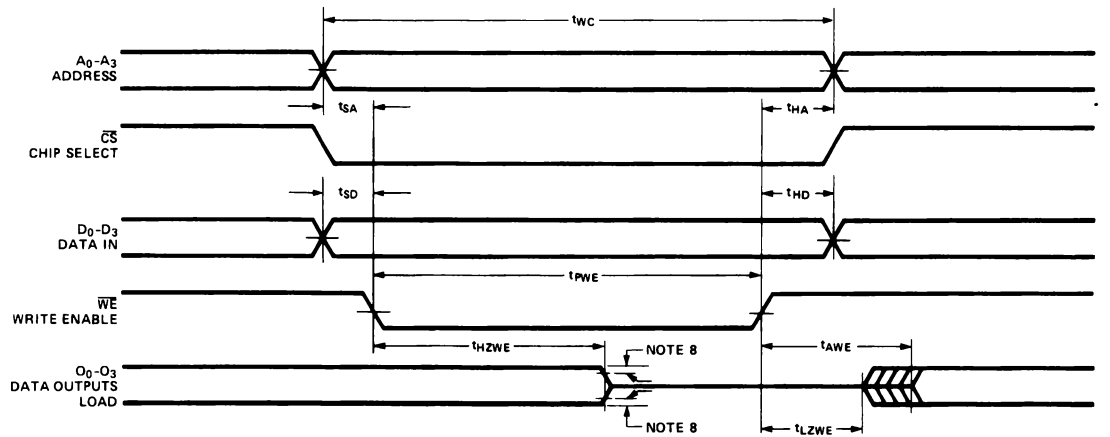 tWC
A0-A3
ADDRESS
tSA
tHA
CS
CHIP SELECT
tSD
tHD
D0-D3
DATA IN
tPWE
WE
WRITE ENABLE
tHZWE
NOTE 8
tAWE
O0-O3
DATA OUTPUTS
LOAD
NOTE 8
tLZWE